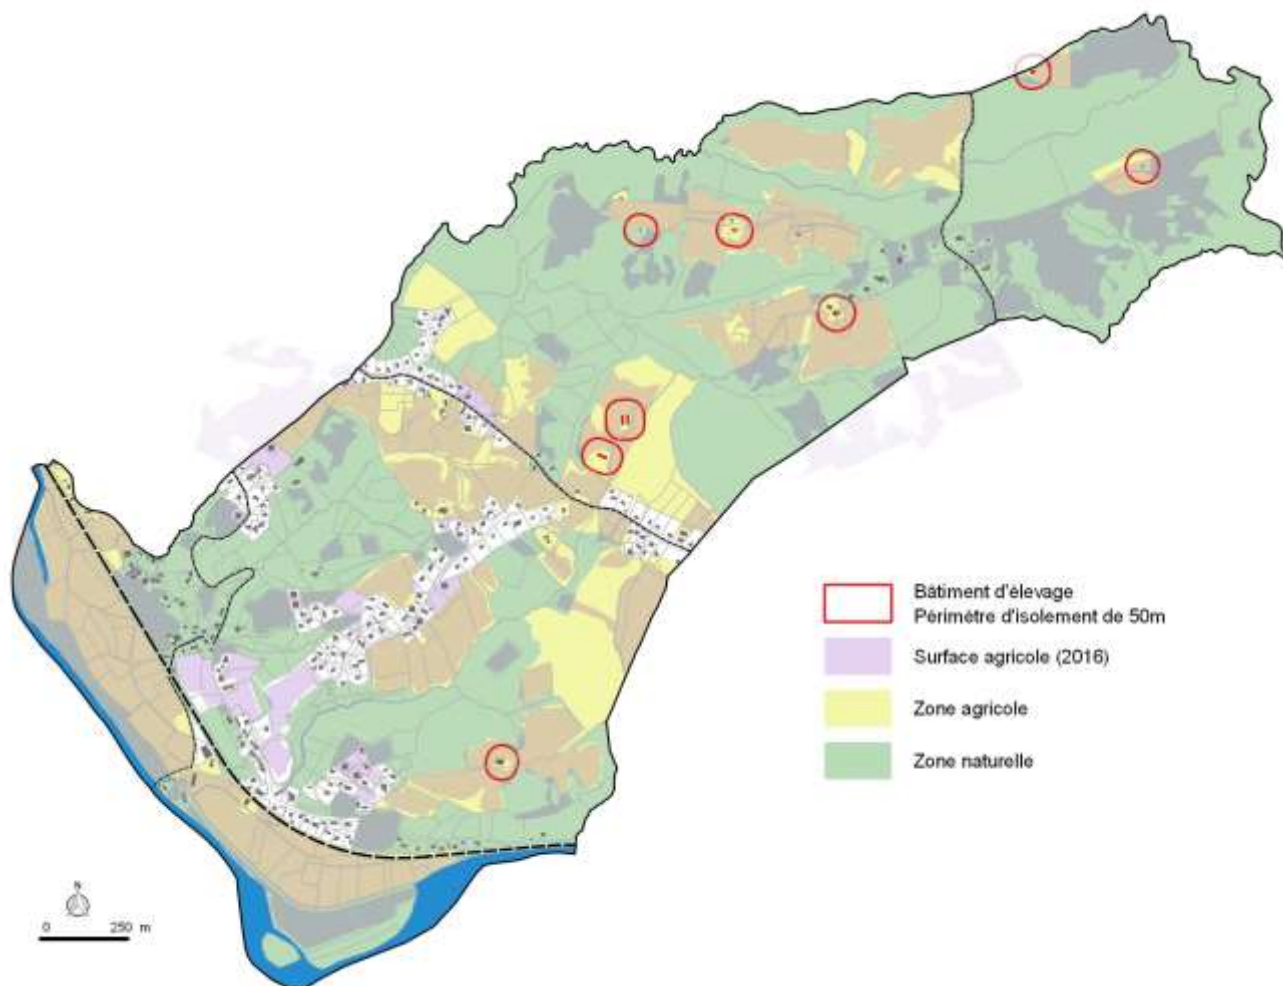 Bâtiment d'élevage
Périmètre d'isolement de 50m
Surface agricole (2016)
Zone agricole
Zone naturelle
N
0 250 m